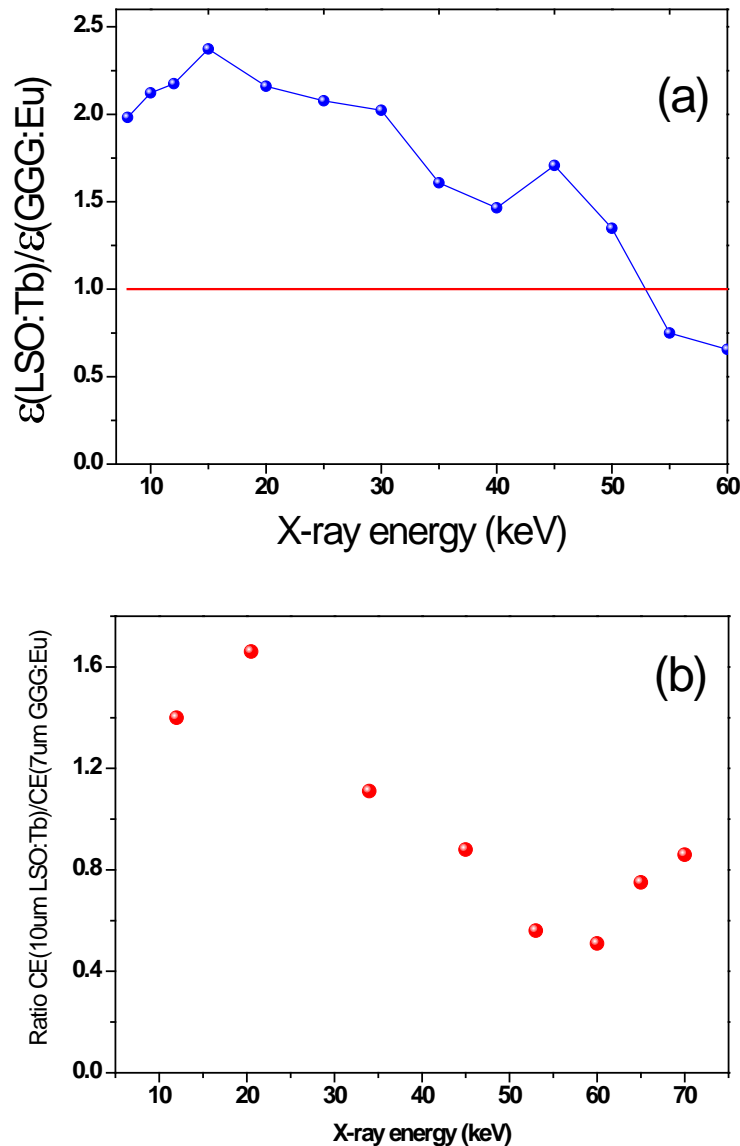 2.5
2.0
1.5
1.0
0.5
0.0
ε(LSO:Tb)/ε(GGG:Eu)
(a)
10 20 30 40 50 60
X-ray energy (keV)
1.6
1.2
0.8
0.4
0.0
Ratio CE(10um LSO:Tb)/CE(7um GGG:Eu)
(b)
10 20 30 40 50 60 70
X-ray energy (keV)